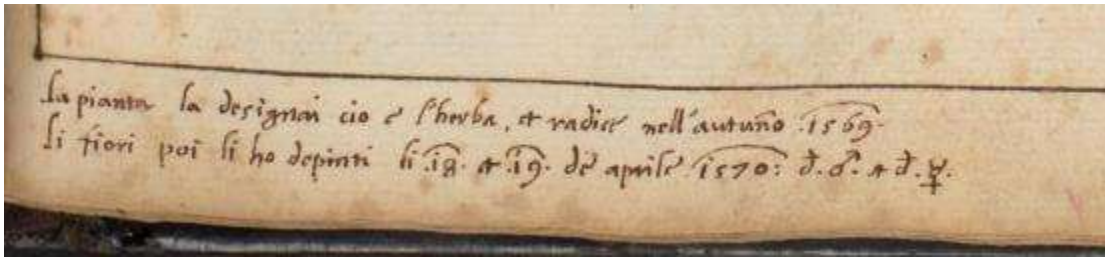 La pianta la designai cio è l'herba, et radice nell'autuño .1569.
Li fiori poi li ho depinti li .18. et .19. de aprile 1570: đ. ♂. et đ. ☿.